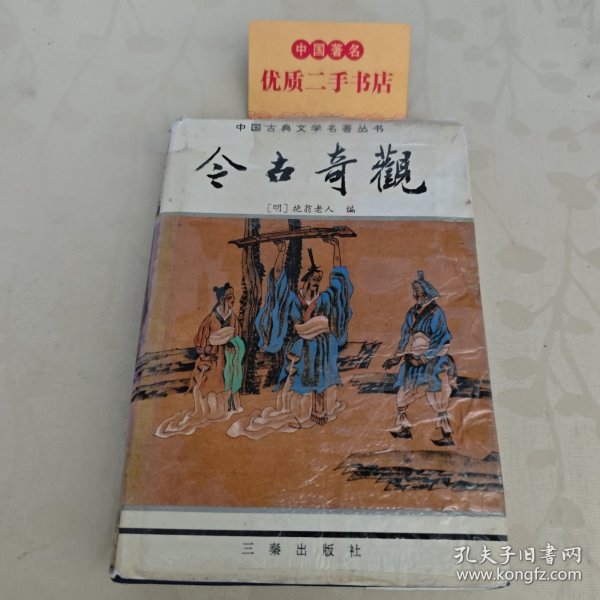 中国著名
优质二手书店
中国古典文学名著丛书
今古奇觀
[明]抱翁老人 编
三秦出版社
孔夫子旧书网
www.kongfz.com